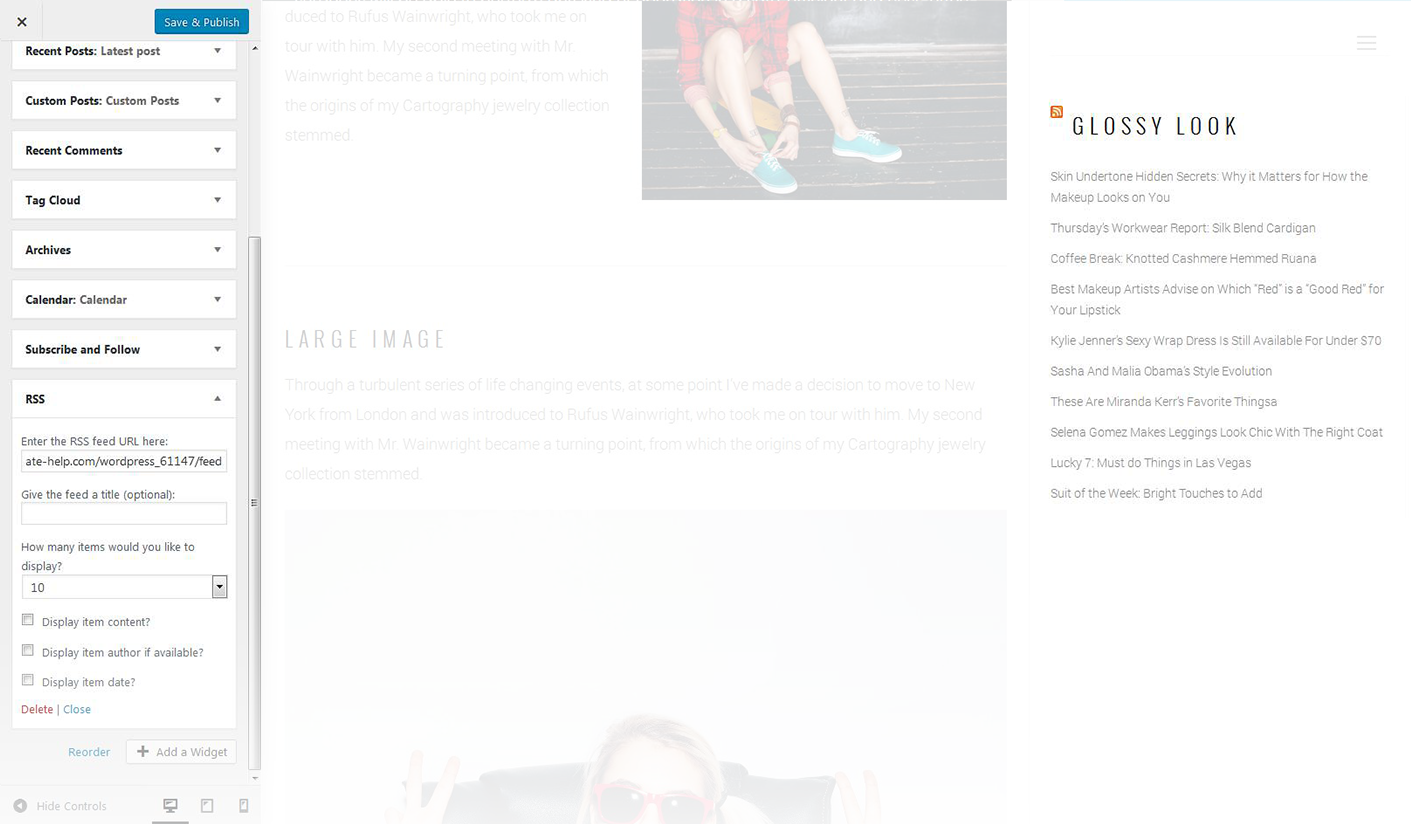 Save & Publish
Recent Posts: Latest post
Custom Posts: Custom Posts
Recent Comments
Tag Cloud
Archives
Calendar: Calendar
Subscribe and Follow
RSS
Enter the RSS feed URL here:
ate-help.com/wordpress_61147/feed
Give the feed a title (optional):
How many items would you like to
display?
10
Display item content?
Display item author if available?
Display item date?
Delete | Close
Reorder
Add a Widget
Hide Controls
duced to Rufus Wainwright, who took me on
tour with him. My second meeting with Mr.
Wainwright became a turning point, from which
the origins of my Cartography jewelry collection
stemmed.
LARGE IMAGE
Through a turbulent series of life changing events, at some point I've made a decision to move to New
York from London and was introduced to Rufus Wainwright, who took me on tour with him. My second
meeting with Mr. Wainwright became a turning point, from which the origins of my Cartography jewelry
collection stemmed.
GLOSSY LOOK
Skin Undertone Hidden Secrets: Why it Matters for How the
Makeup Looks on You
Thursday's Workwear Report: Silk Blend Cardigan
Coffee Break: Knotted Cashmere Hemmed Ruana
Best Makeup Artists Advise on Which “Red” is a “Good Red” for
Your Lipstick
Kylie Jenner's Sexy Wrap Dress Is Still Available For Under $70
Sasha And Malia Obama's Style Evolution
These Are Miranda Kerr's Favorite Thingsa
Selena Gomez Makes Leggings Look Chic With The Right Coat
Lucky 7: Must do Things in Las Vegas
Suit of the Week: Bright Touches to Add